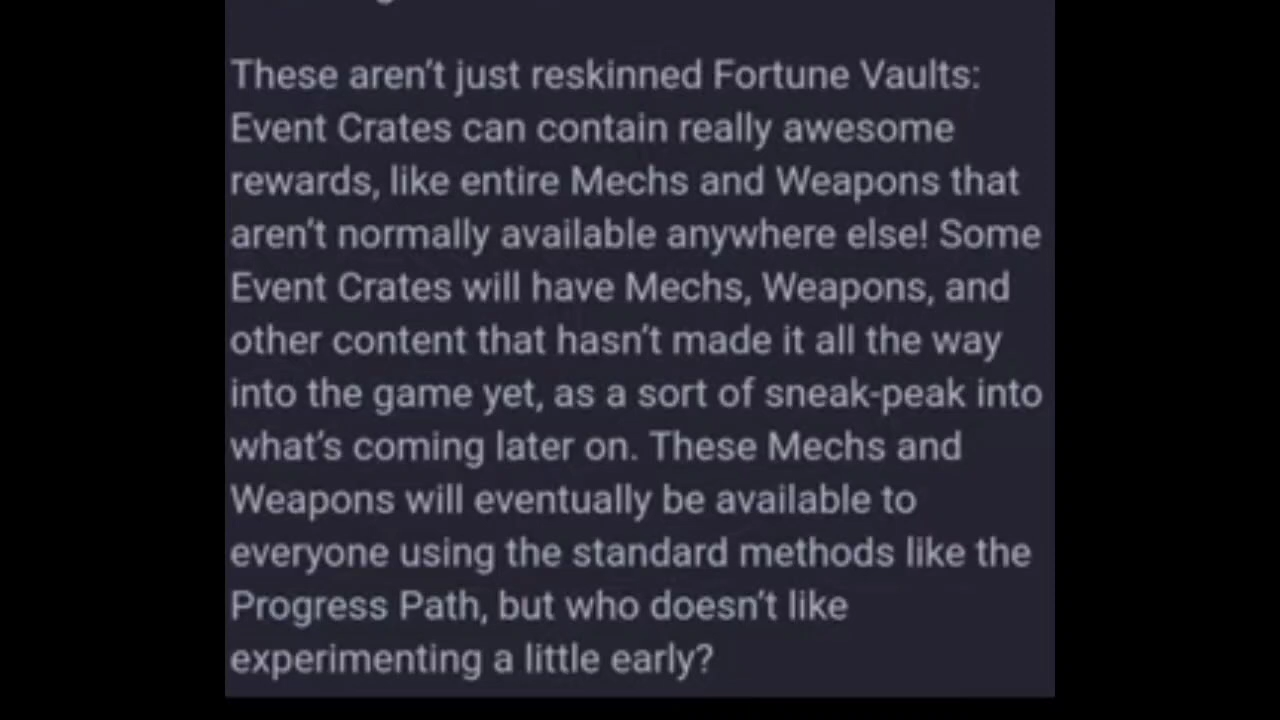 These aren't just reskinned Fortune Vaults:
Event Crates can contain really awesome
rewards, like entire Mechs and Weapons that
aren't normally available anywhere else! Some
Event Crates will have Mechs, Weapons, and
other content that hasn't made it all the way
into the game yet, as a sort of sneak-peak into
what's coming later on. These Mechs and
Weapons will eventually be available to
everyone using the standard methods like the
Progress Path, but who doesn't like
experimenting a little early?